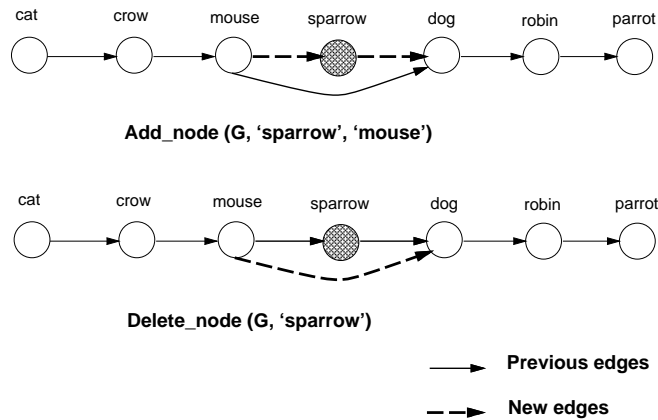 cat crow mouse sparrow dog robin parrot
Add_node (G, ‘sparrow’, ‘mouse’)
cat crow mouse sparrow dog robin parrot
Delete_node (G, ‘sparrow’)
Previous edges
New edges